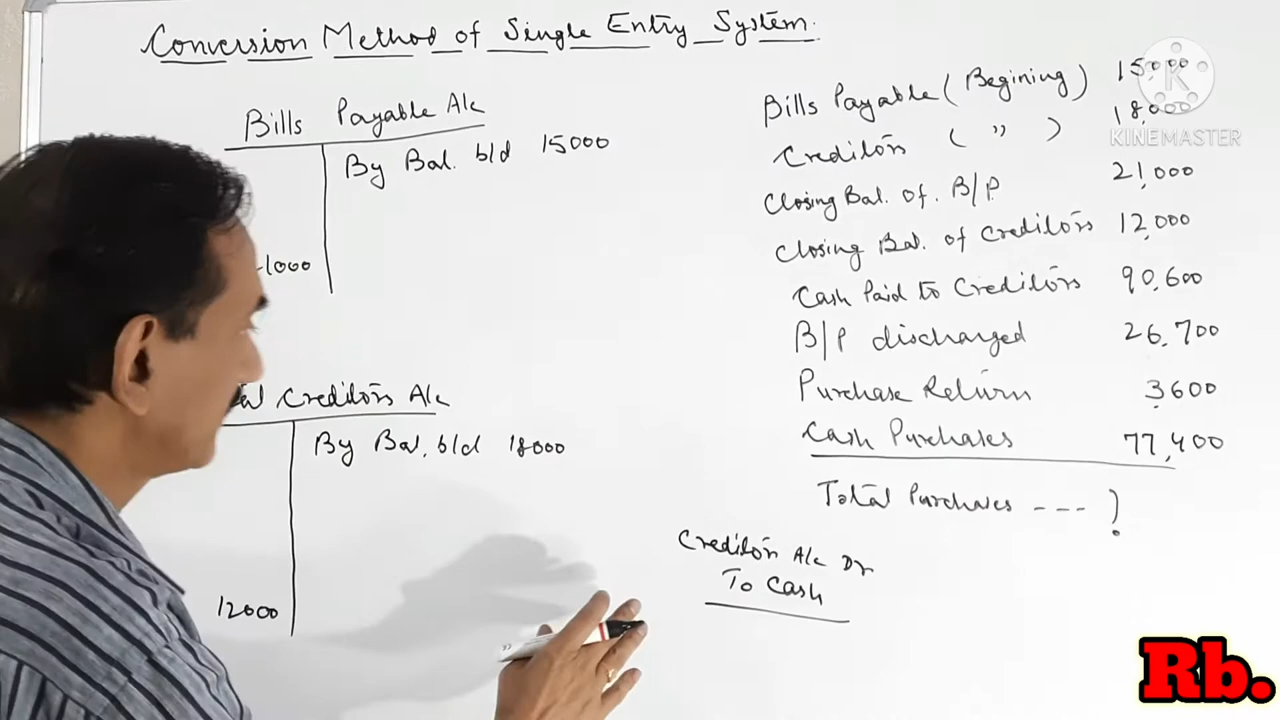 Conversion Method of Single Entry System.
Bills Payable A/c
By Bal. b/d 15000
1000
Creditors A/c
By Bal. b/d 18000
12000
Bills Payable (Begining) 15,000
Creditors ( " ) 18,000
Closing Bal. of. B/P. 21,000
Closing Bal. of Creditors 12,000
Cash Paid to Creditors 90,600
B/P discharged 26,700
Purchase Return 3,600
Cash Purchases 77,400
Total Purchases --- ?
Creditors A/c Dr
To Cash
KINEMASTER
Rb.